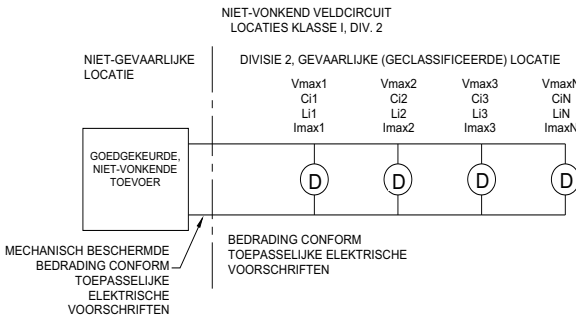 NIET-VONKEND VELDCIRCUIT
LOCATIES KLASSE I, DIV. 2
NIET-GEVAARLIJKE
LOCATIE
DIVISIE 2, GEVAARLIJKE (GECLASSIFICEERDE) LOCATIE
Vmax1 Vmax2 Vmax3 VmaxN
Ci1 Ci2 Ci3 CiN
Li1 Li2 Li3 LiN
Imax1 Imax2 Imax3 ImaxN
GOEDGEKEURDE,
NIET-VONKENDE
TOEVOER
D D D D
MECHANISCH BESCHERMDE
BEDRADING CONFORM
TOEPASSELIJKE
ELEKTRISCHE
VOORSCHRIFTEN
BEDRADING CONFORM
TOEPASSELIJKE ELEKTRISCHE
VOORSCHRIFTEN